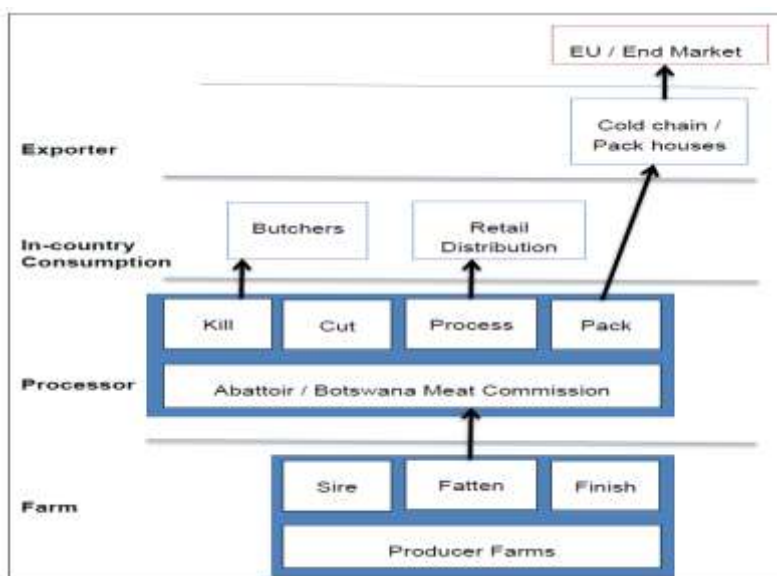 EU / End Market
Cold chain /
Pack houses
Exporter
Butchers
Retail
Distribution
In-country
Consumption
Kill
Cut
Process
Pack
Processor
Abattoir / Botswana Meat Commission
Sire
Fatten
Finish
Farm
Producer Farms